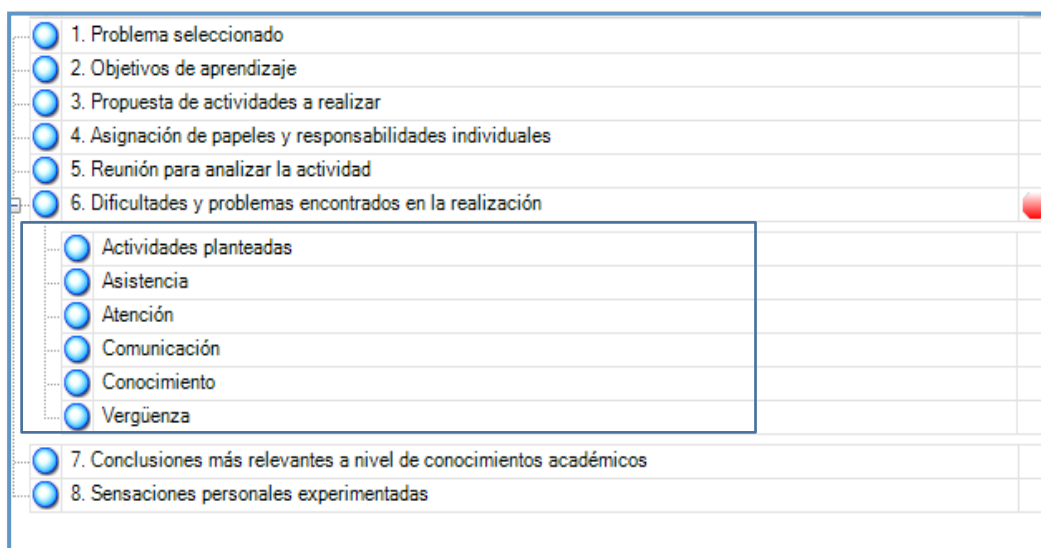 1. Problema seleccionado
2. Objetivos de aprendizaje
3. Propuesta de actividades a realizar
4. Asignación de papeles y responsabilidades individuales
5. Reunión para analizar la actividad
6. Dificultades y problemas encontrados en la realización
Actividades planteadas
Asistencia
Atención
Comunicación
Conocimiento
Vergüenza
7. Conclusiones más relevantes a nivel de conocimientos académicos
8. Sensaciones personales experimentadas